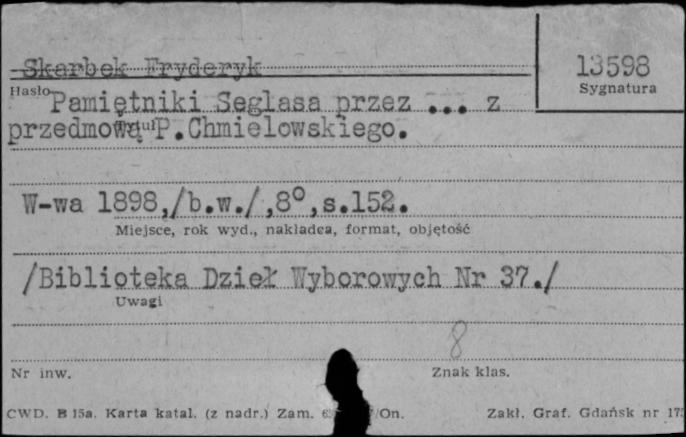 Skarbek Fryderyk
13598
Hasło
Sygnatura
Pamiętniki Seglasa przez ... z
przedmową P.Chmielowskiego.
Tytuł
W-wa 1898,/b.w./,8°,s.152.
Miejsce, rok wyd., nakładca, format, objętość
/Biblioteka Dzieł Wyborowych Nr 37./
Uwagi
8
Nr inw.
Znak klas.
CWD. B 15a. Karta katal. (z nadr.) Zam. /On.
Zakł. Graf. Gdańsk nr